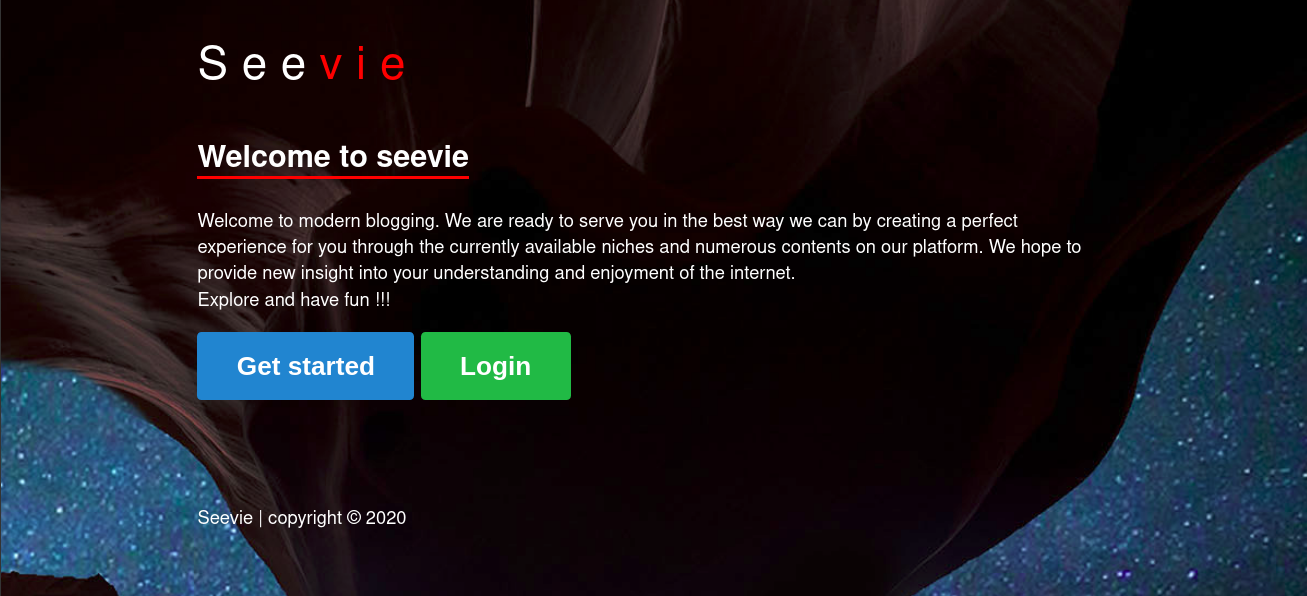 Seevie
Welcome to seevie
Welcome to modern blogging. We are ready to serve you in the best way we can by creating a perfect
experience for you through the currently available niches and numerous contents on our platform. We hope to
provide new insight into your understanding and enjoyment of the internet.
Explore and have fun !!!
Get started Login
Seevie | copyright © 2020